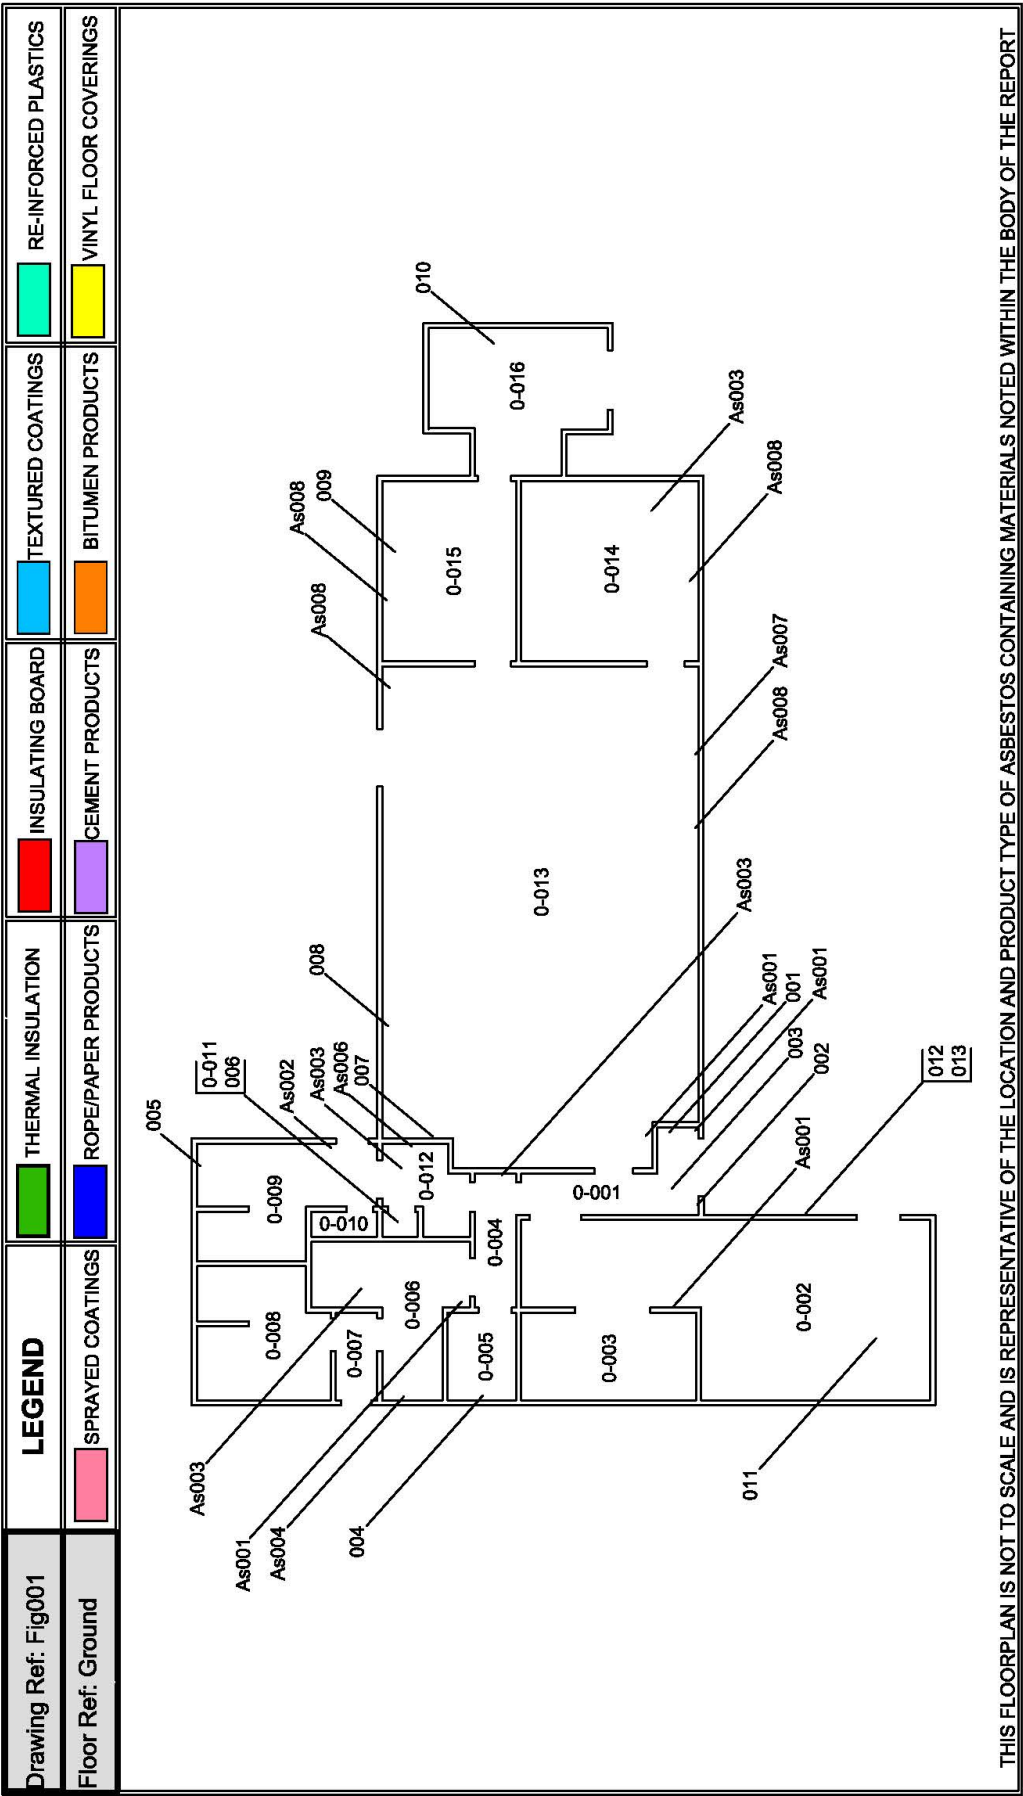 Drawing Ref: Fig001
LEGEND
THERMAL INSULATION
INSULATING BOARD
TEXTURED COATINGS
RE-INFORCED PLASTICS
Floor Ref: Ground
SPRAYED COATINGS
ROPE/PAPER PRODUCTS
CEMENT PRODUCTS
BITUMEN PRODUCTS
VINYL FLOOR COVERINGS
005
0-011
006
As002
As003
As006
007
008
As008
As008
009
010
0-008
0-009
0-010
0-007
0-006
0-012
0-004
0-005
0-001
0-003
0-002
0-013
0-015
0-014
0-016
As003
As001
As004
004
011
As001
012
013
002
003
As001
001
As001
As003
As008
As007
As008
As003
THIS FLOORPLAN IS NOT TO SCALE AND IS REPRESENTATIVE OF THE LOCATION AND PRODUCT TYPE OF ASBESTOS CONTAINING MATERIALS NOTED WITHIN THE BODY OF THE REPORT